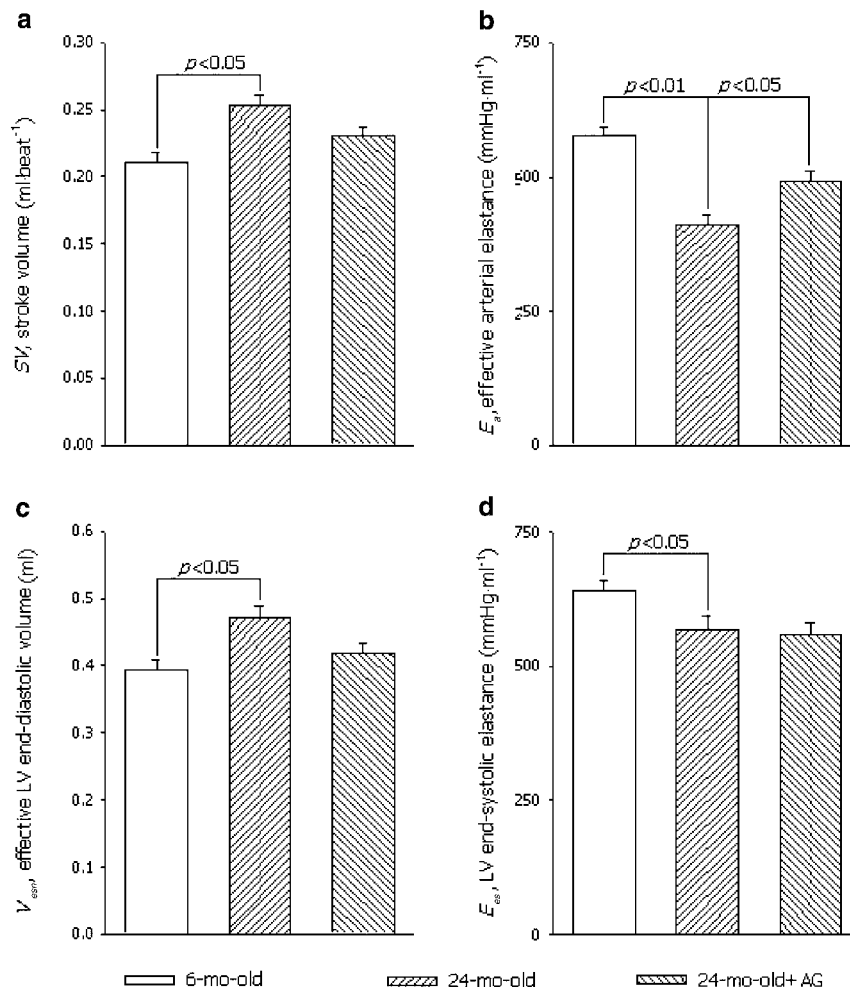 a
0.30
0.25
0.20
0.15
0.10
0.05
0.00
SV, stroke volume (ml·beat⁻¹)
p<0.05
b
750
500
250
0
Eₐ, effective arterial elastance (mmHg·ml⁻¹)
p<0.01
p<0.05
c
0.6
0.5
0.4
0.3
0.2
0.1
0.0
effective LV end-diastolic volume (ml)
p<0.05
d
750
500
250
0
Eₑₛ, LV end-systolic elastance (mmHg·ml⁻¹)
p<0.05
6-mo-old 24-mo-old 24-mo-old+ AG